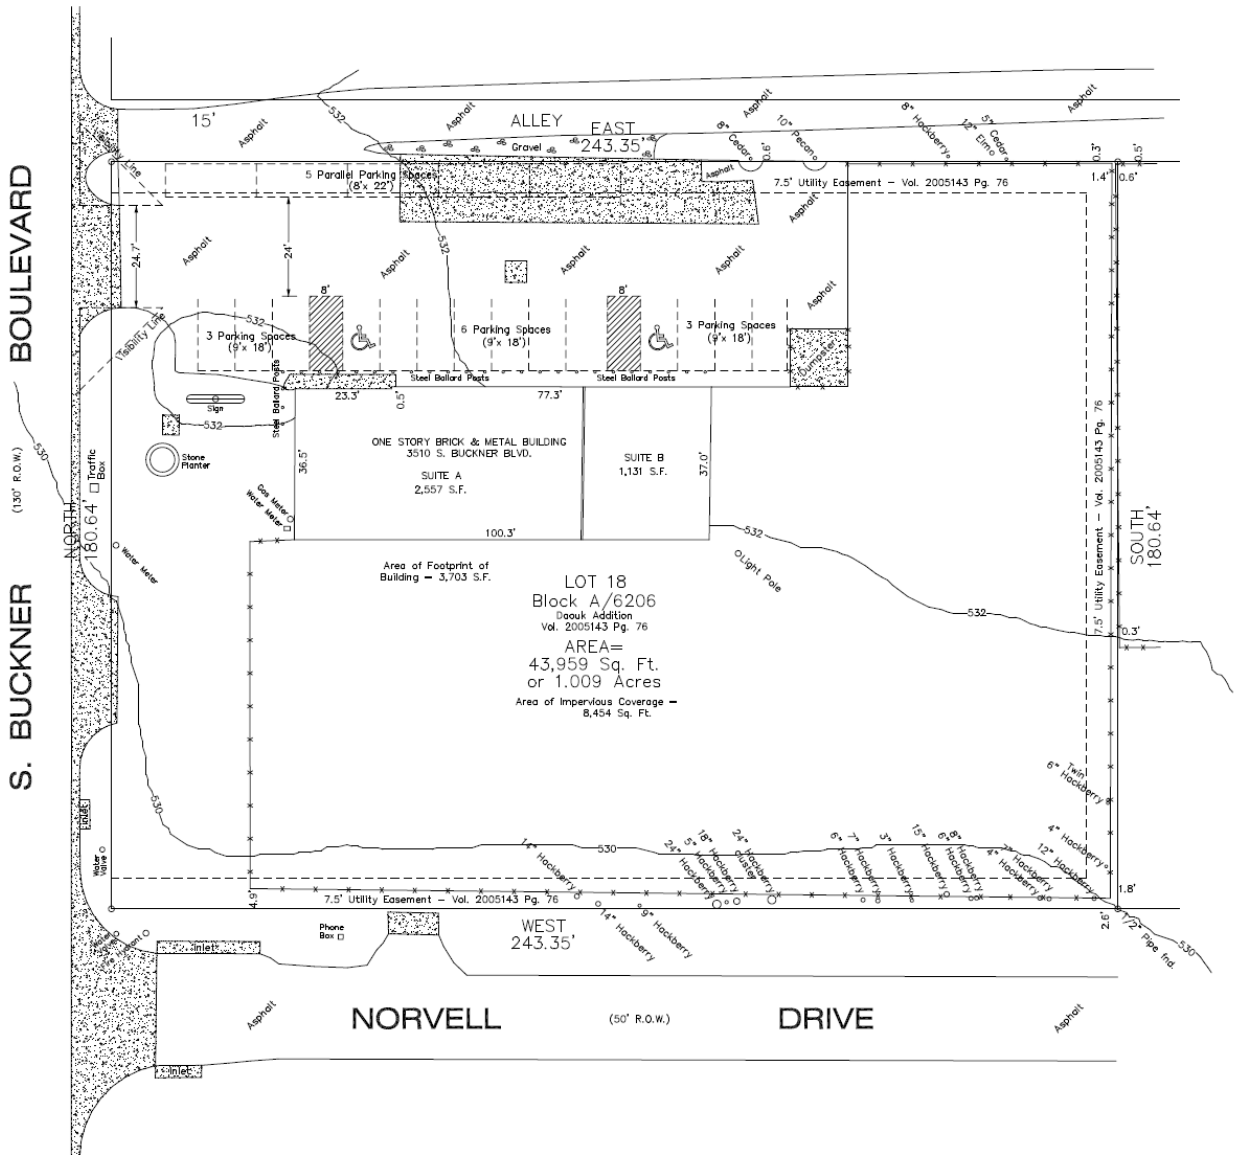 15'
ALLEY
EAST
243.35'
Asphalt
Asphalt
Asphalt
Asphalt
532
Gravel
8" Cedar
0.6'
10" Pecan
8" Hackberry
12" Elm
5" Cedar
0.3'
0.5'
1.4'
0.6'
Visibility Line
5 Parallel Parking Spaces
(8'x 22')
Asphalt
7.5' Utility Easement - Vol. 2005143 Pg. 76
24.7'
24'
Asphalt
Asphalt
Asphalt
Asphalt
Asphalt
Asphalt
532
8'
8'
532
Visibility Line
3 Parking Spaces
(9'x 18')
6 Parking Spaces
(9'x 18')
3 Parking Spaces
(9'x 18')
Dumpster
Steel Ballard Posts
Steel Ballard Posts
Steel Ballard Posts
23.3'
0.5'
77.3'
Sign
532
Stone
Planter
ONE STORY BRICK & METAL BUILDING
3510 S. BUCKNER BLVD.
SUITE A
2,557 S.F.
SUITE B
1,131 S.F.
36.5'
37.0'
100.3'
Gas Meter
Water Meter
Traffic
Box
530
S. BUCKNER BOULEVARD
(130' R.O.W.)
NORTH
180.64'
Water Meter
Area of Footprint of
Building - 3,703 S.F.
LOT 18
Block A/6206
Daouk Addition
Vol. 2005143 Pg. 76
AREA=
43,959 Sq. Ft.
or 1.009 Acres
Area of Impervious Coverage -
8,454 Sq. Ft.
532
Light Pole
532
7.5' Utility Easement - Vol. 2005143 Pg. 76
SOUTH
180.64'
0.3'
530
Inlet
Water
Valve
530
14" Hackberry
24" Hackberry
5" Hackberry
18" Hackberry
24" Hackberry
cluster
6" Hackberry
7" Hackberry
3" Hackberry
15" Hackberry
6" Hackberry
8" Hackberry
4" Hackberry
7" Hackberry
12" Hackberry
4" Hackberry
6" Hackberry
Twin
1.8'
4.9'
7.5' Utility Easement - Vol. 2005143 Pg. 76
14" Hackberry
9" Hackberry
WEST
243.35'
2.6'
1/2" Pipe fnd.
530
Phone
Box
Water
Fire Hydrant
Inlet
Asphalt
NORVELL
(50' R.O.W.)
DRIVE
Asphalt
Inlet